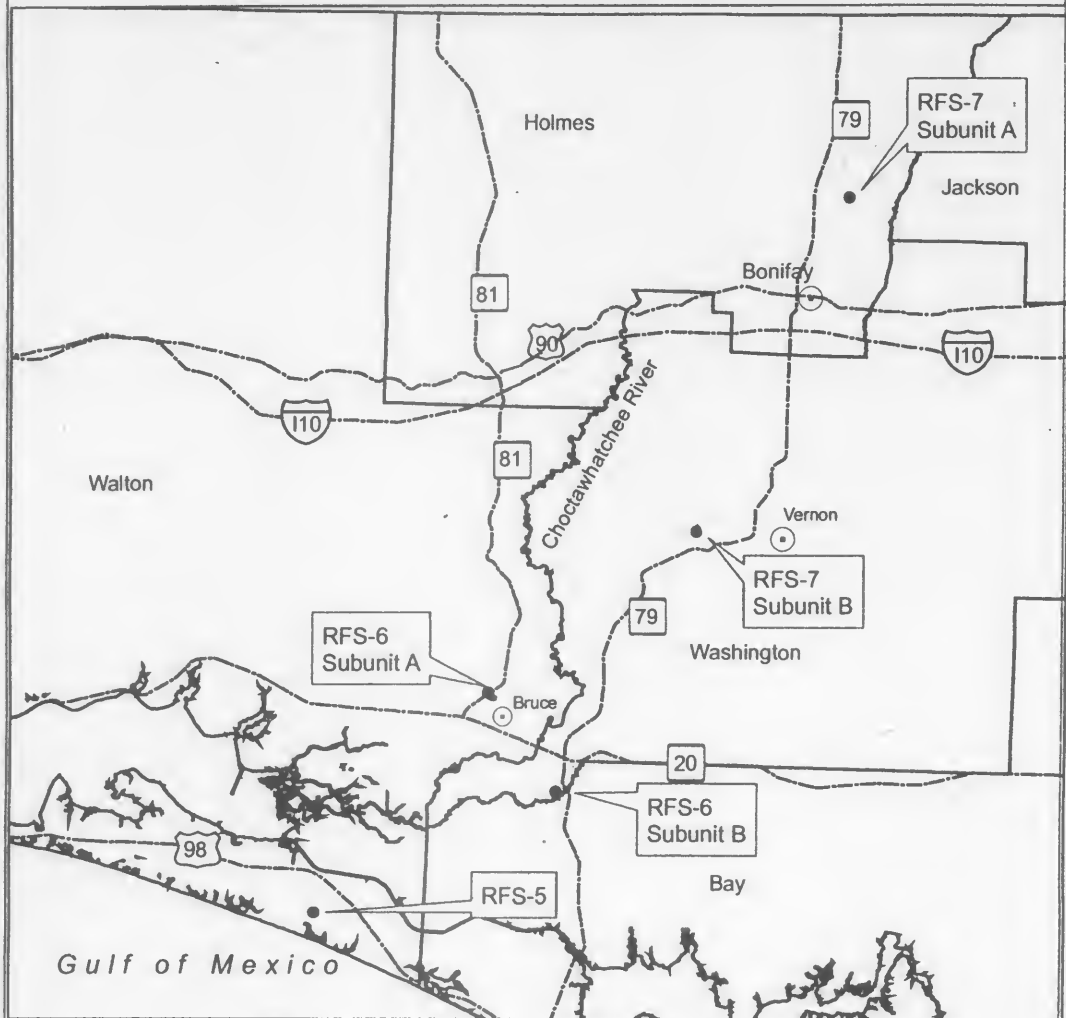 Holmes
79
RFS-7
Subunit A
Jackson
81
Bonifay
90
I10
I10
Choctawhatchee River
81
Walton
Vernon
RFS-7
Subunit B
79
RFS-6
Subunit A
Washington
Bruce
20
RFS-6
Subunit B
98
Bay
RFS-5
Gulf of Mexico